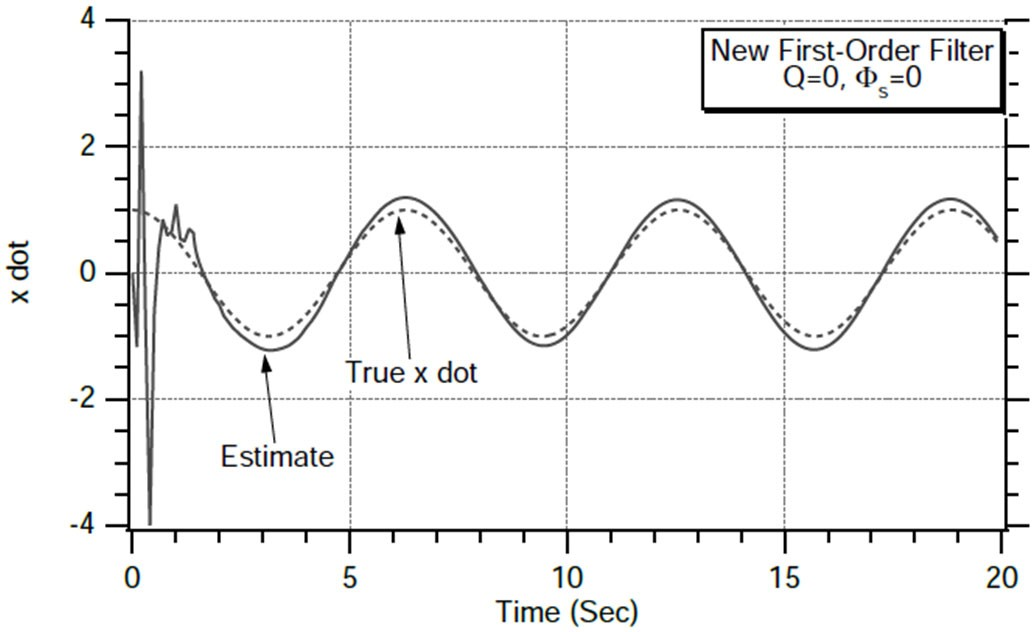 4
2
0
-2
-4
x dot
New First-Order Filter
Q=0, Φs=0
True x dot
Estimate
0
5
10
15
20
Time (Sec)